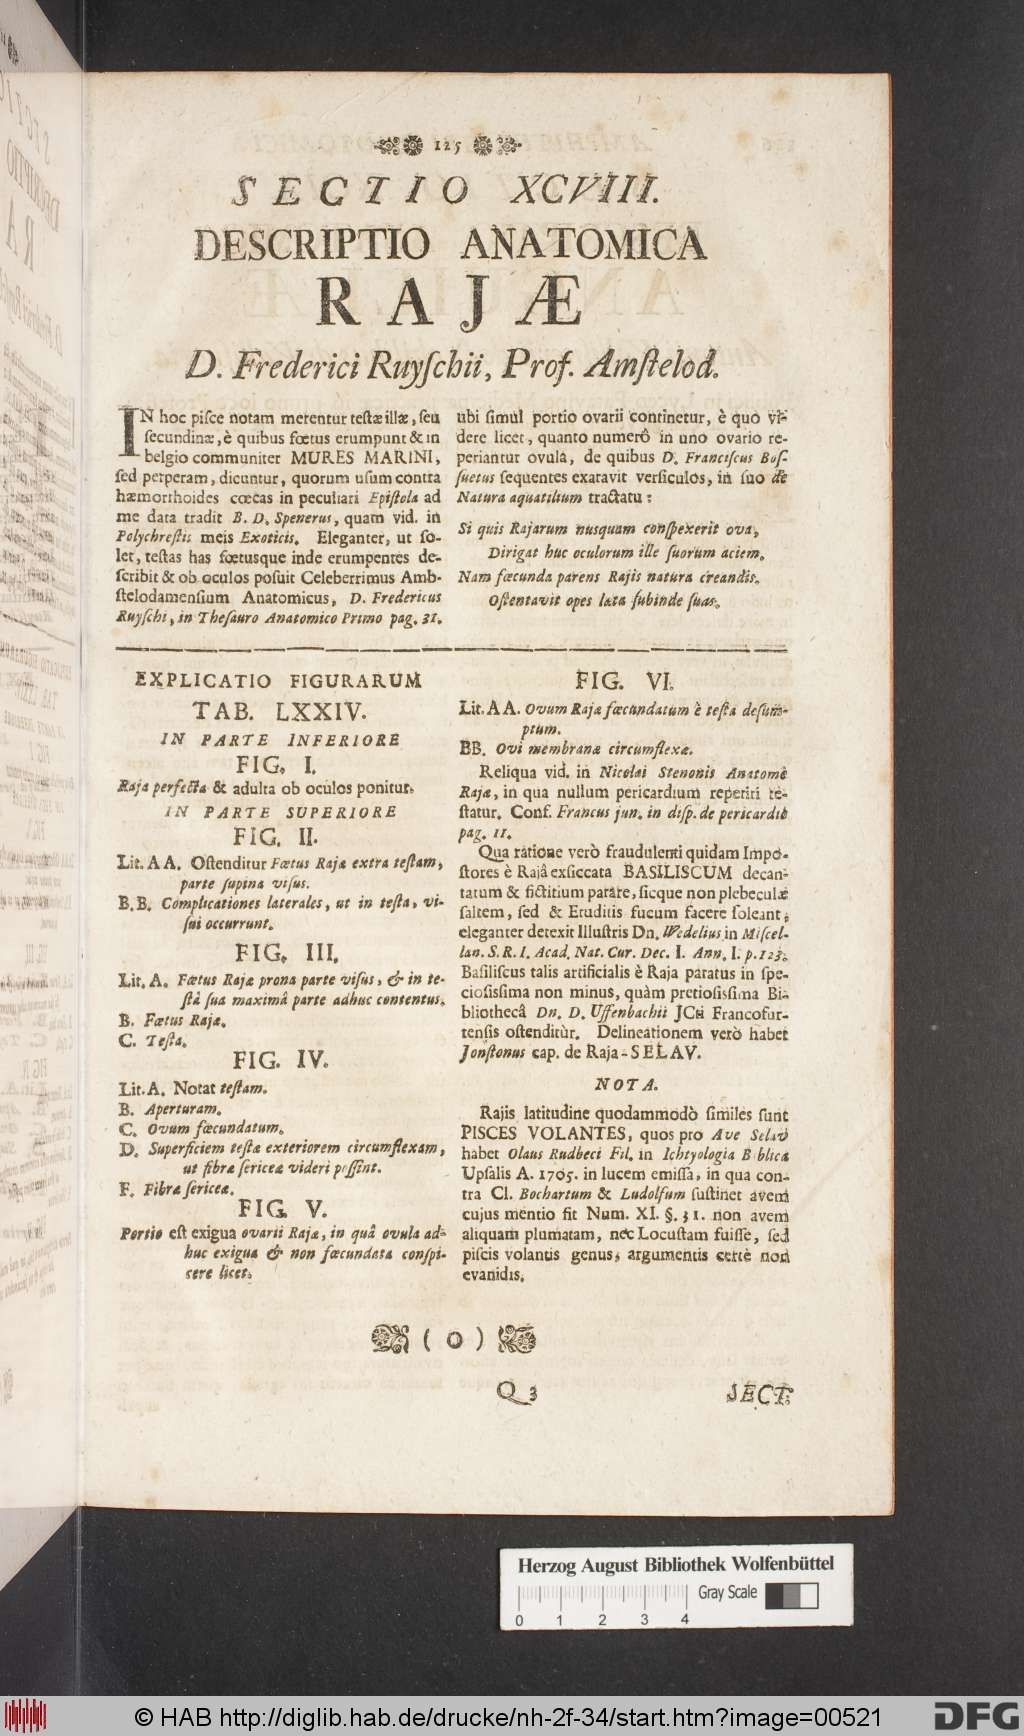 125
SECTIO XCVIII.
DESCRIPTIO ANATOMICA
RAJÆ
D. Frederici Ruyſchii, Prof. Amſtelod.
IN hoc piſce notam merentur teſtæ illæ, ſeu
ſecundinæ, è quibus fœtus erumpunt & in
belgio communiter MURES MARINI,
ſed perperam, dicuntur, quorum uſum contra
hæmorrhoides cœcas in peculiari Epiſtola ad
me data tradit B. D. Spenerus, quam vid. in
Polychreſtis meis Exoticis. Eleganter, ut ſo-
let, teſtas has fœtusque inde erumpentes de-
ſcribit & ob oculos poſuit Celeberrimus Amb-
ſtelodamenſium Anatomicus, D. Fredericus
Ruyſchi, in Theſauro Anatomico Primo pag. 31.
ubi ſimul portio ovarii continetur, è quo vi-
dere licet, quanto numerô in uno ovario re-
periantur ovula, de quibus D. Franciſcus Boſ-
ſuetus ſequentes exaravit verſiculos, in ſuo de
Natura aquatilium tractatu:
Si quis Rajarum nusquam conſpexerit ova,
Dirigat huc oculorum ille ſuorum aciem.
Nam fœcunda parens Rajis natura creandis,
Oſtentavit opes læta ſubinde ſuas.
EXPLICATIO FIGURARUM
TAB. LXXIV.
IN PARTE INFERIORE
FIG. I.
Raja perfecta & adulta ob oculos ponitur.
IN PARTE SUPERIORE
FIG. II.
Lit. AA. Oſtenditur Fœtus Rajæ extra teſtam,
parte ſupina viſus.
B.B. Complicationes laterales, ut in teſta, vi-
ſui occurrunt.
FIG. III.
Lit. A. Fœtus Rajæ prona parte viſus, & in te-
ſtâ ſua maximâ parte adhuc contentus.
B. Fœtus Rajæ.
C. Teſta.
FIG. IV.
Lit. A. Notat teſtam.
B. Aperturam.
C. Ovum fœcundatum.
D. Superficiem teſtæ exteriorem circumflexam,
ut fibræ ſericeæ videri poſſint.
F. Fibræ ſericeæ.
FIG. V.
Portio eſt exigua ovarii Rajæ, in quâ ovula ad-
huc exigua & non fœcundata conſpi-
cere licet.
FIG. VI.
Lit. AA. Ovum Rajæ fœcundatum è teſta deſum-
ptum.
BB. Ovi membranæ circumflexæ.
Reliqua vid. in Nicolai Stenonis Anatomè
Rajæ, in qua nullum pericardium reperiri te-
ſtatur. Conf. Francus jun. in diſp. de pericardio
pag. 11.
Qua ratione verò fraudulenti quidam Impo-
ſtores è Rajâ exſiccata BASILISCUM decan-
tatum & fictitium parare, ſicque non plebeculæ
ſaltem, ſed & Eruditis fucum facere ſoleant,
eleganter detexit Illuſtris Dn. Wedelius in Miſcel-
lan. S. R. I. Acad. Nat. Cur. Dec. I. Ann. I. p. 123.
Baſiliſcus talis artificialis è Raja paratus in ſpe-
cioſiſſima non minus, quàm pretioſiſſima Bi-
bliothecâ Dn. D. Uffenbachii JCti Francofur-
tenſis oſtenditùr. Delineationem verò habet
Jonſtonus cap. de Raja-SELAV.
NOTA.
Rajis latitudine quodammodò ſimiles ſunt
PISCES VOLANTES, quos pro Ave Selav
habet Olaus Rudbeci Fil. in Ichtyologia Biblica
Upſalis A. 1705. in lucem emiſſa, in qua con-
tra Cl. Bochartum & Ludolfum ſuſtinet avem
cujus mentio fit Num. XI. §. 31. non avem
aliquam plumatam, nec Locuſtam fuiſſe, ſed
piſcis volantis genus, argumentis certè non
evanidis.
( o )
Q 3
SECT.
Herzog August Bibliothek Wolfenbüttel
Gray Scale
0 1 2 3 4
© HAB http://diglib.hab.de/drucke/nh-2f-34/start.htm?image=00521
DFG